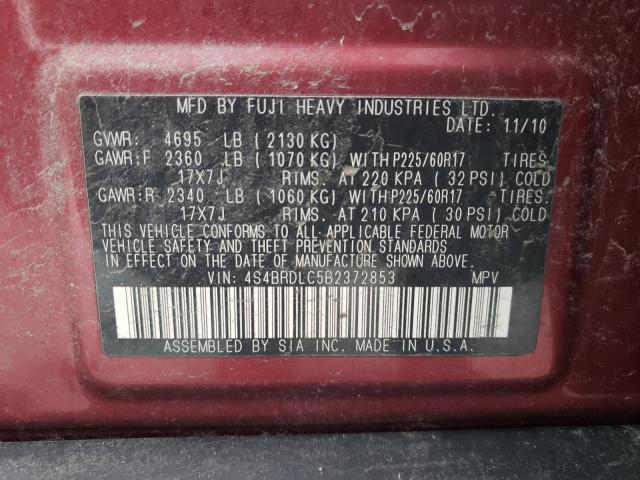 MFD BY FUJI HEAVY INDUSTRIES LTD.
DATE: 11/10
GVWR: 4695 LB ( 2130 KG)
GAWR:F 2360 LB ( 1070 KG) WITH P225/60R17 TIRES.
17X7J RIMS. AT 220 KPA ( 32 PSI) COLD
GAWR:R 2340 LB ( 1060 KG) WITH P225/60R17 TIRES.
17X7J RIMS. AT 210 KPA ( 30 PSI) COLD
THIS VEHICLE CONFORMS TO ALL APPLICABLE FEDERAL MOTOR
VEHICLE SAFETY AND THEFT PREVENTION STANDARDS
IN EFFECT ON THE DATE OF MANUFACTURE SHOWN ABOVE.
VIN: 4S4BRDLC5B2372853 MPV
ASSEMBLED BY SIA INC. MADE IN U.S.A.